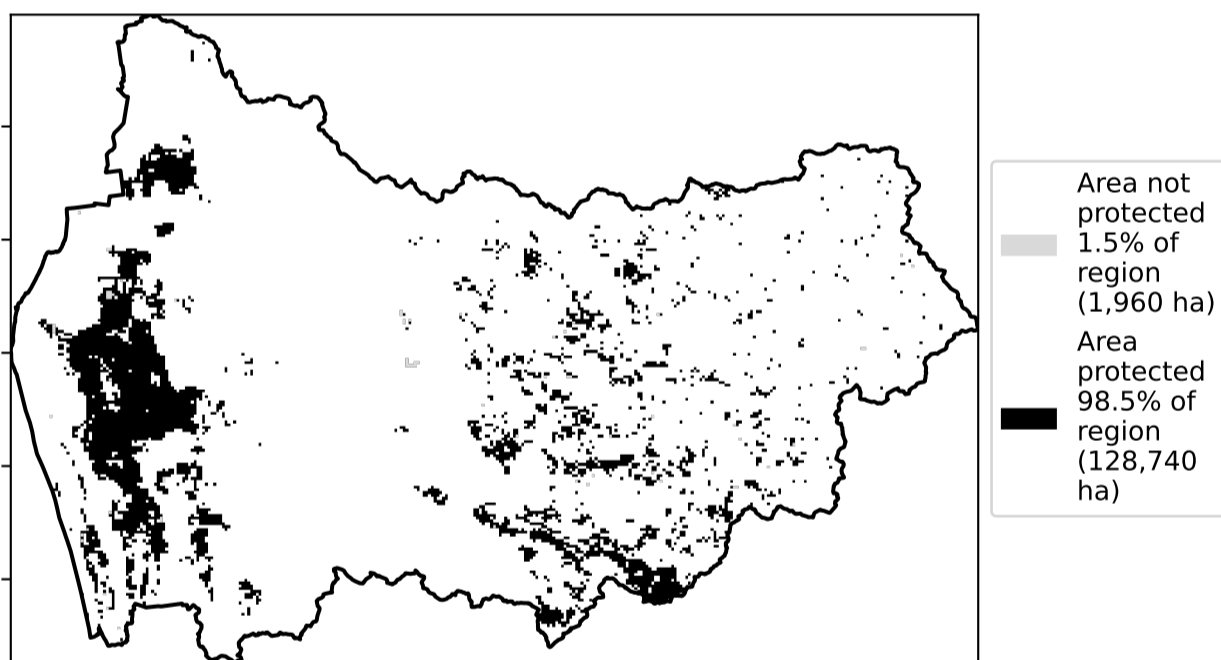 Area not
protected
1.5% of
region
(1,960 ha)
Area
protected
98.5% of
region
(128,740
ha)